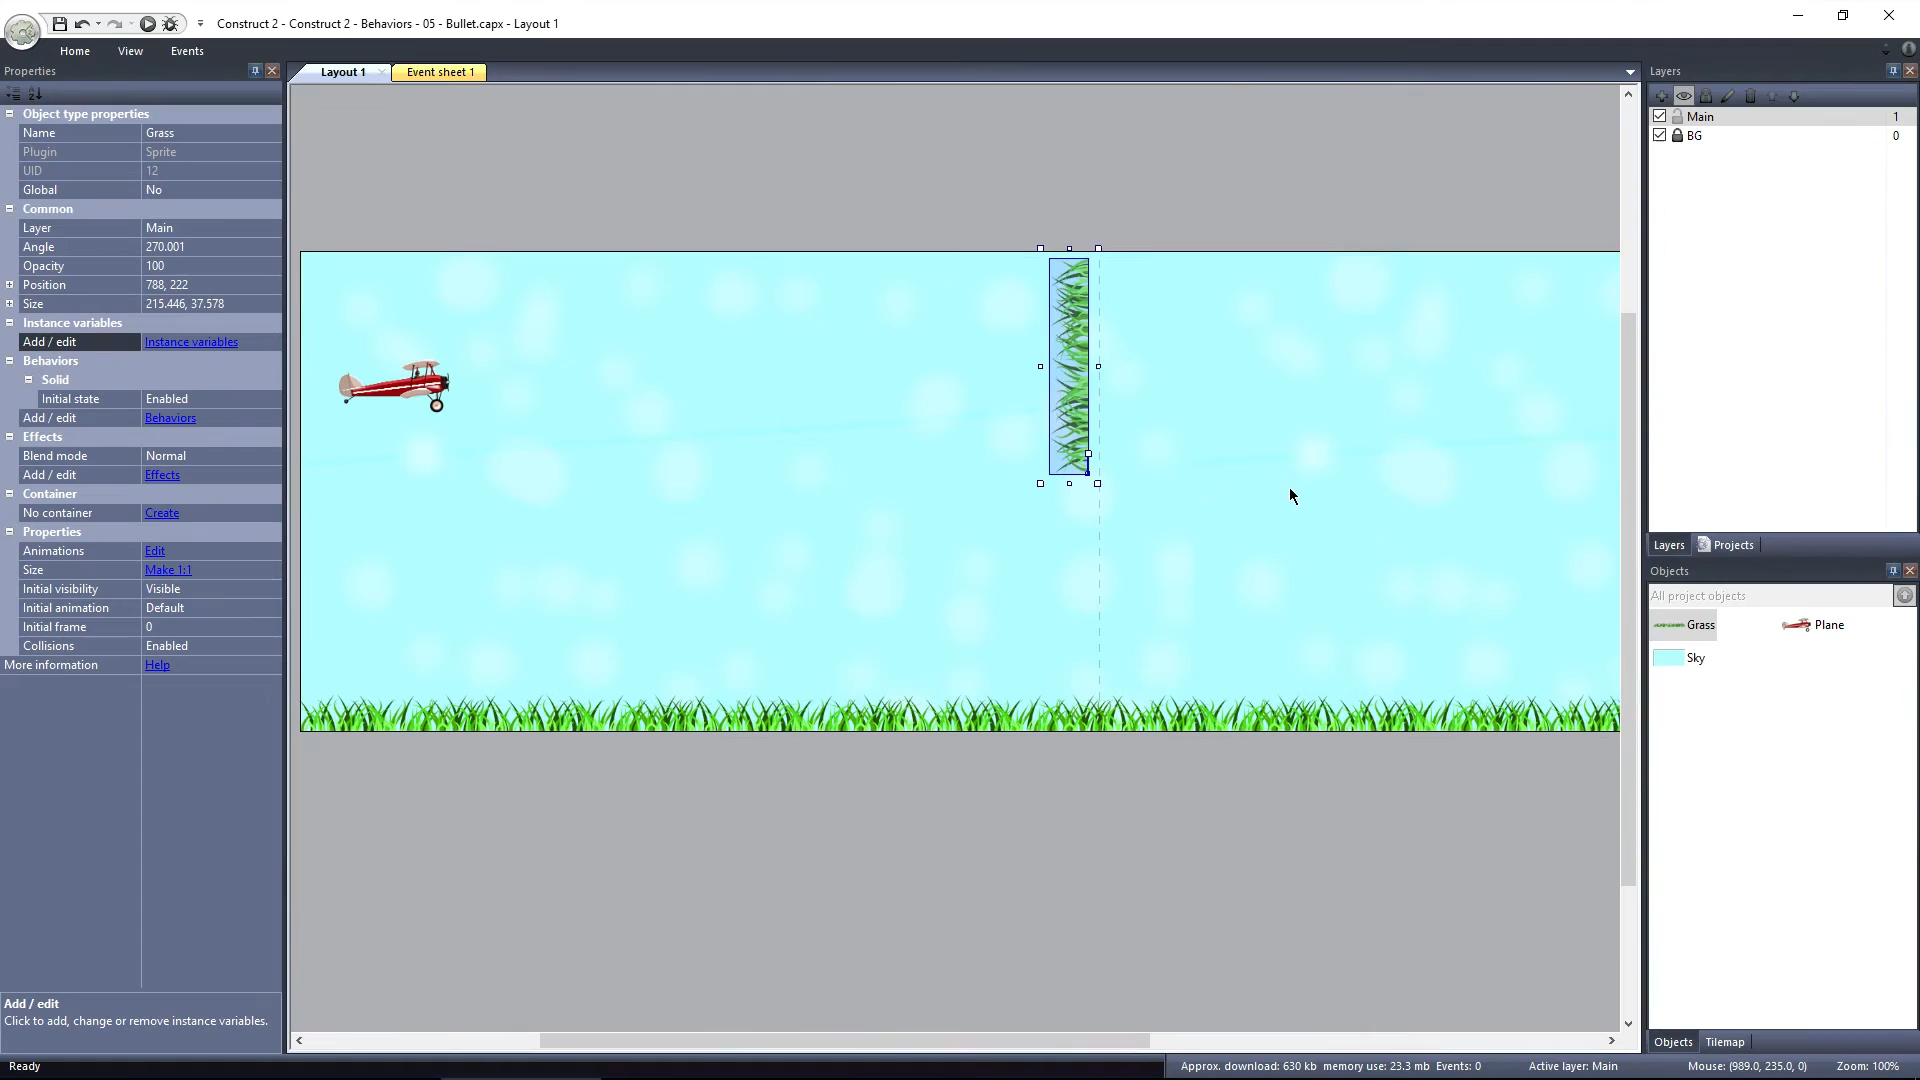 Construct 2 - Construct 2 - Behaviors - 05 - Bullet.capx - Layout 1
Home View Events
Properties
Object type properties
Name Grass
Plugin Sprite
UID 12
Global No
Common
Layer Main
Angle 270.001
Opacity 100
Position 788, 222
Size 215.446, 37.578
Instance variables
Add / edit Instance variables
Behaviors
Solid
Initial state Enabled
Add / edit Behaviors
Effects
Blend mode Normal
Add / edit Effects
Container
No container Create
Properties
Animations Edit
Size Make 1:1
Initial visibility Visible
Initial animation Default
Initial frame 0
Collisions Enabled
More information Help
Add / edit
Click to add, change or remove instance variables.
Layout 1 Event sheet 1
Layers
Main 1
BG 0
Layers Projects
Objects
All project objects
Grass Plane
Sky
Objects Tilemap
Ready Approx. download: 630 kb memory use: 23.3 mb Events: 0 Active layer: Main Mouse: (989.0, 235.0, 0) Zoom: 100%